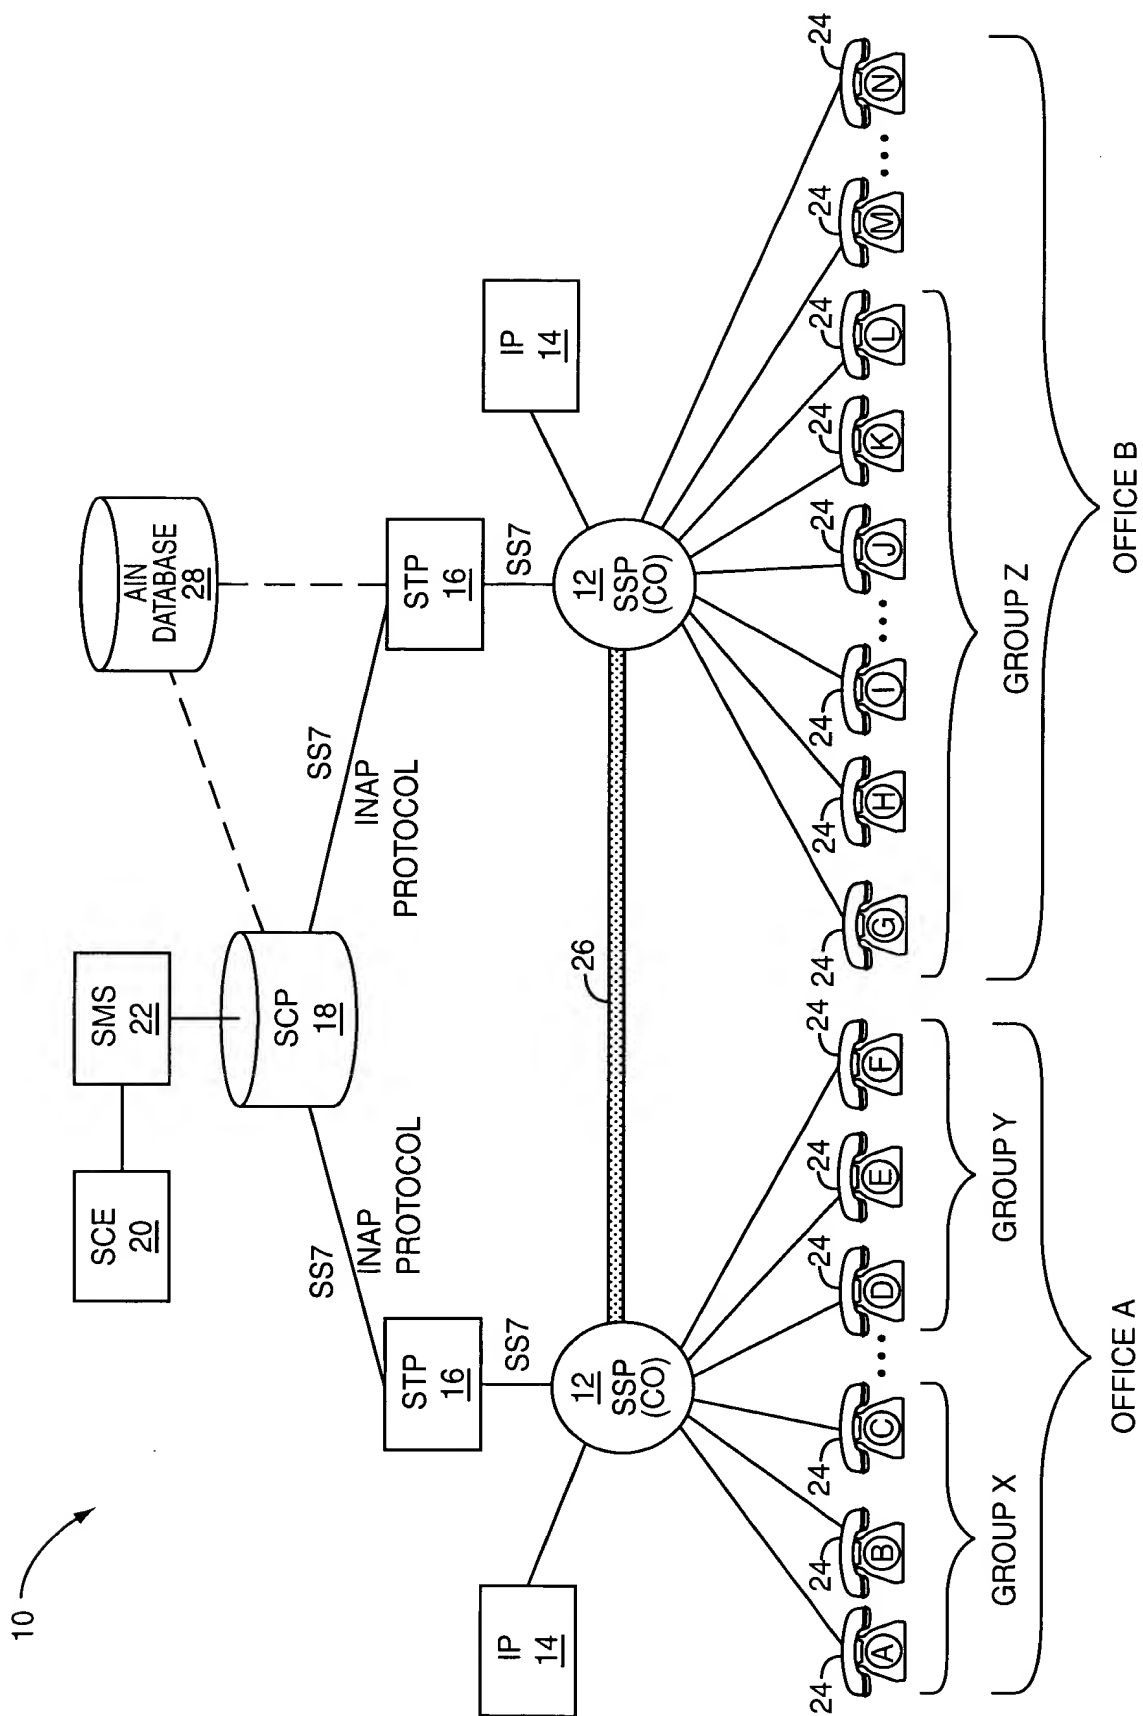 10
SCE
20
SMS
22
SCP
18
AIN
DATABASE
28
SS7
INAP
PROTOCOL
SS7
INAP
PROTOCOL
STP
16
STP
16
SS7
SS7
IP
14
12
SSP
(CO)
26
12
SSP
(CO)
IP
14
24
24
24
24
24
24
24
24
24
24
24
24
24
24
A
B
C
D
E
F
G
H
I
J
K
L
M
N
GROUP X
GROUP Y
GROUP Z
OFFICE A
OFFICE B